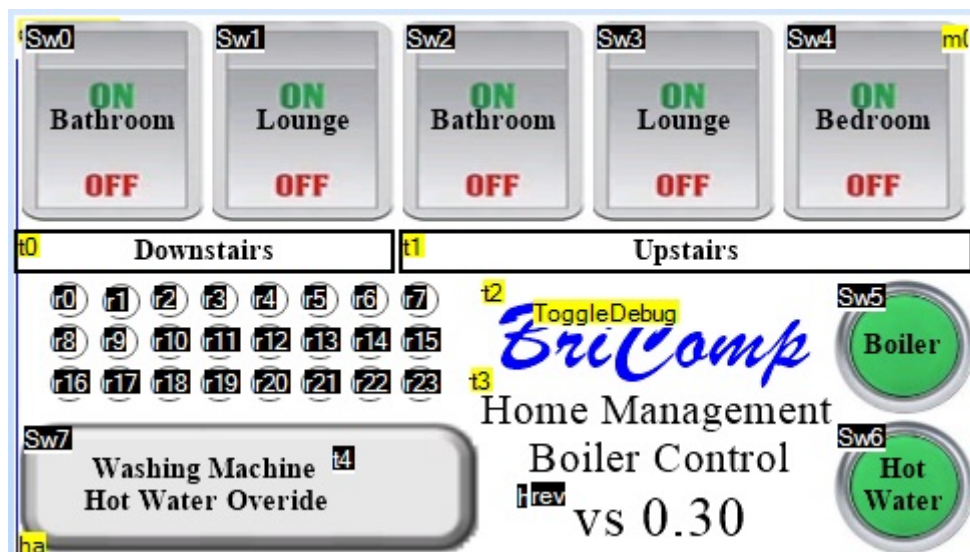 Sw0 Sw1 Sw2 Sw3 Sw4
ON ON ON ON ON
Bathroom Lounge Bathroom Lounge Bedroom
OFF OFF OFF OFF OFF
t0 Downstairs t1 Upstairs
r0 r1 r2 r3 r4 r5 r6 r7 t2 Sw5
ToggleDebug
r8 r9 r10 r11 r12 r13 r14 r15 BriComp Boiler
r16 r17 r18 r19 r20 r21 r22 r23 t3
Home Management
Sw7 Sw6
Washing Machine t4 Boiler Control Hot
Hot Water Overide rev Water
vs 0.30
ha